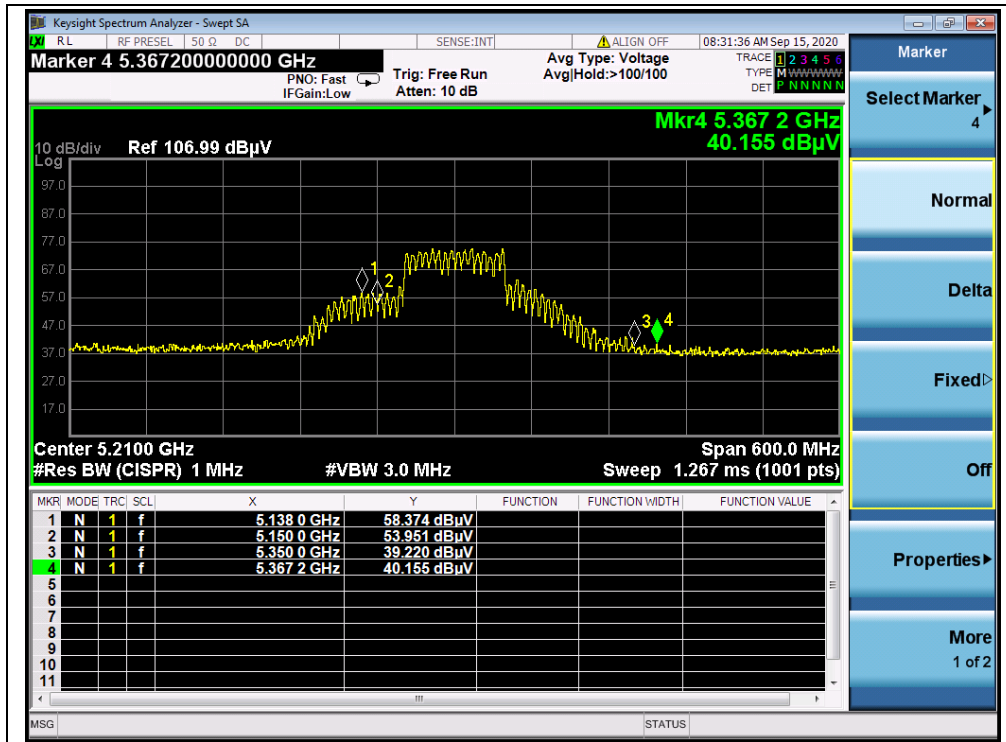 Keysight Spectrum Analyzer - Swept SA
LXI RL RF PRESEL 50 Ω DC SENSE:INT ALIGN OFF 08:31:36 AM Sep 15, 2020
Marker 4 5.367200000000 GHz
PNO: Fast
IFGain:Low
Trig: Free Run
Atten: 10 dB
Avg Type: Voltage
Avg|Hold:>100/100
TRACE 1 2 3 4 5 6
TYPE M WWWWW
DET P N N N N N
Mkr4 5.367 2 GHz
40.155 dBµV
10 dB/div Ref 106.99 dBµV
Log
97.0
87.0
77.0
67.0
57.0
47.0
37.0
27.0
17.0
1
2
3
4
Center 5.2100 GHz Span 600.0 MHz
#Res BW (CISPR) 1 MHz #VBW 3.0 MHz Sweep 1.267 ms (1001 pts)
MKR MODE TRC SCL X Y FUNCTION FUNCTION WIDTH FUNCTION VALUE
1 N 1 f 5.138 0 GHz 58.374 dBµV
2 N 1 f 5.150 0 GHz 53.951 dBµV
3 N 1 f 5.350 0 GHz 39.220 dBµV
4 N 1 f 5.367 2 GHz 40.155 dBµV
5
6
7
8
9
10
11
MSG STATUS
Marker
Select Marker
4
Normal
Delta
Fixed
Off
Properties
More
1 of 2